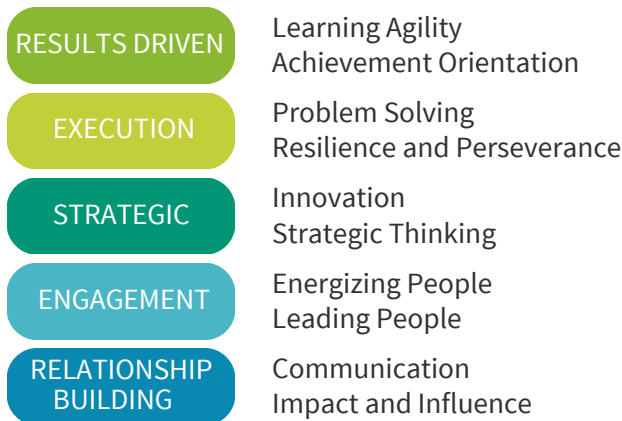 RESULTS DRIVEN
Learning Agility
Achievement Orientation
EXECUTION
Problem Solving
Resilience and Perseverance
STRATEGIC
Innovation
Strategic Thinking
ENGAGEMENT
Energizing People
Leading People
RELATIONSHIP
BUILDING
Communication
Impact and Influence